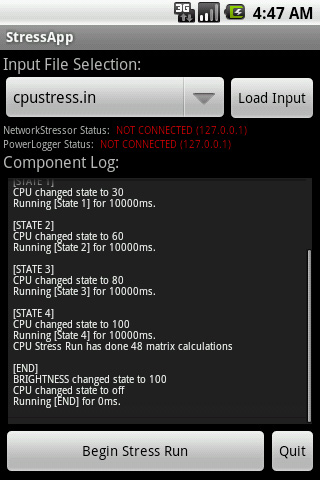 3G 4:47 AM
StressApp
Input File Selection:
cpustress.in Load Input
NetworkStressor Status: NOT CONNECTED (127.0.0.1)
PowerLogger Status: NOT CONNECTED (127.0.0.1)
Component Log:
[STATE 1]
CPU changed state to 30
Running [State 1] for 10000ms.
[STATE 2]
CPU changed state to 60
Running [State 2] for 10000ms.
[STATE 3]
CPU changed state to 80
Running [State 3] for 10000ms.
[STATE 4]
CPU changed state to 100
Running [State 4] for 10000ms.
CPU Stress Run has done 48 matrix calculations
[END]
BRIGHTNESS changed state to 100
CPU changed state to off
Running [END] for 0ms.
Begin Stress Run Quit